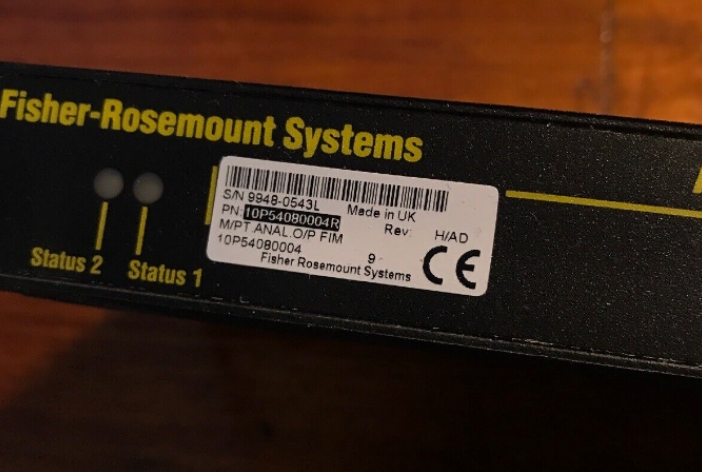 Fisher-Rosemount Systems
S/N 9948-0543L Made in UK
PN: 10P54080004R Rev: H/AD
M/PT ANAL.O/P FIM
10P54080004 9
Fisher Rosemount Systems CE
Status 2 Status 1